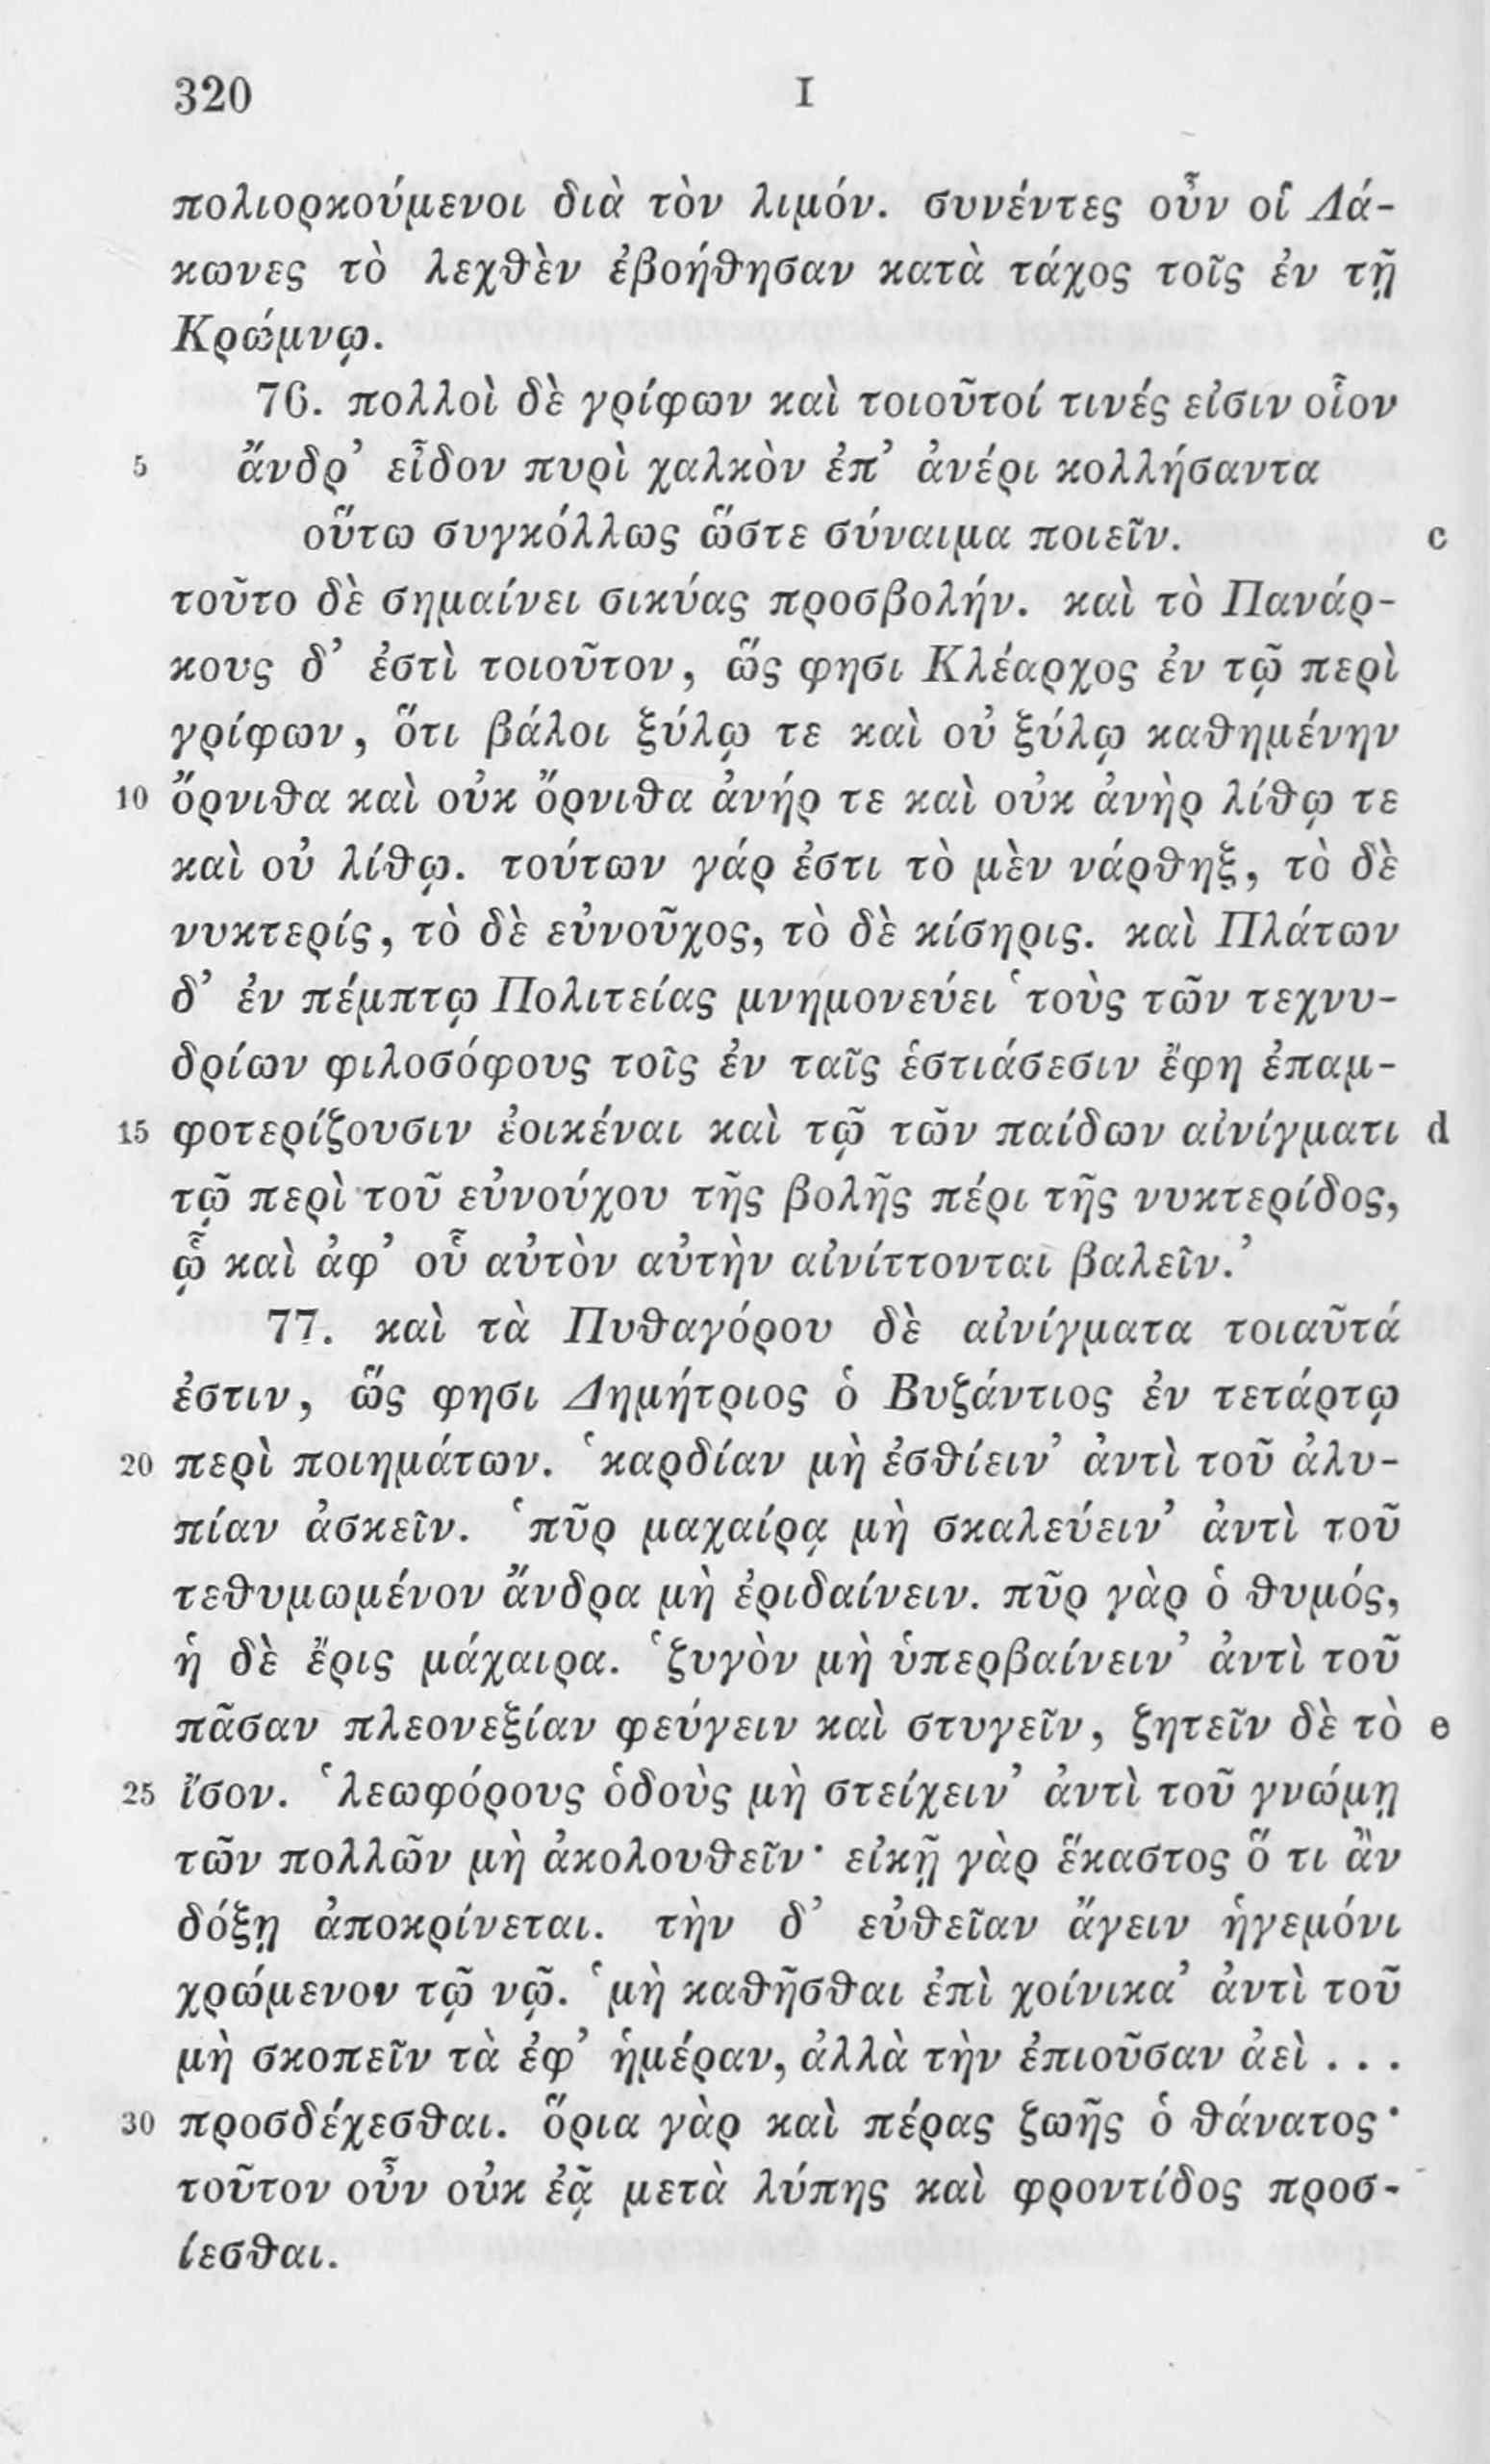 320 I
πολιορκούμενοι διὰ τὸν λιμόν. συνέντες οὖν οἱ Λά-
κωνες τὸ λεχθὲν ἐβοήθησαν κατὰ τάχος τοῖς ἐν τῇ
Κρώμνῳ.
76. πολλοὶ δὲ γρίφων καὶ τοιοῦτοί τινές εἰσιν οἷον
5 ἄνδρ’ εἶδον πυρὶ χαλκὸν ἐπ’ ἀνέρι κολλήσαντα
οὕτω συγκόλλως ὥστε σύναιμα ποιεῖν. c
τοῦτο δὲ σημαίνει σικύας προσβολήν. καὶ τὸ Πανάρ-
κους δ’ ἐστὶ τοιοῦτον, ὥς φησι Κλέαρχος ἐν τῷ περὶ
γρίφων, ὅτι βάλοι ξύλῳ τε καὶ οὐ ξύλῳ καθημένην
10 ὄρνιθα καὶ οὐκ ὄρνιθα ἀνήρ τε καὶ οὐκ ἀνὴρ λίθῳ τε
καὶ οὐ λίθῳ. τούτων γάρ ἐστι τὸ μὲν νάρθηξ, τὸ δὲ
νυκτερίς, τὸ δὲ εὐνοῦχος, τὸ δὲ κίσηρις. καὶ Πλάτων
δ’ ἐν πέμπτῳ Πολιτείας μνημονεύει ‘τοὺς τῶν τεχνυ-
δρίων φιλοσόφους τοῖς ἐν ταῖς ἑστιάσεσιν ἔφη ἐπαμ-
15 φοτερίζουσιν ἐοικέναι καὶ τῷ τῶν παίδων αἰνίγματι d
τῷ περὶ τοῦ εὐνούχου τῆς βολῆς πέρι τῆς νυκτερίδος,
ᾧ καὶ ἀφ’ οὗ αὐτὸν αὐτὴν αἰνίττονται βαλεῖν.’
77. καὶ τὰ Πυθαγόρου δὲ αἰνίγματα τοιαῦτά
ἐστιν, ὥς φησι Δημήτριος ὁ Βυζάντιος ἐν τετάρτῳ
20 περὶ ποιημάτων. ‘καρδίαν μὴ ἐσθίειν’ ἀντὶ τοῦ ἀλυ-
πίαν ἀσκεῖν. ‘πῦρ μαχαίρᾳ μὴ σκαλεύειν’ ἀντὶ τοῦ
τεθυμωμένον ἄνδρα μὴ ἐριδαίνειν. πῦρ γὰρ ὁ θυμός,
ἡ δὲ ἔρις μάχαιρα. ‘ζυγὸν μὴ ὑπερβαίνειν’ ἀντὶ τοῦ
πᾶσαν πλεονεξίαν φεύγειν καὶ στυγεῖν, ζητεῖν δὲ τὸ e
25 ἴσον. ‘λεωφόρους ὁδοὺς μὴ στείχειν’ ἀντὶ τοῦ γνώμῃ
τῶν πολλῶν μὴ ἀκολουθεῖν· εἰκῇ γὰρ ἕκαστος ὅ τι ἂν
δόξῃ ἀποκρίνεται. τὴν δ’ εὐθεῖαν ἄγειν ἡγεμόνι
χρώμενον τῷ νῷ. ‘μὴ καθῆσθαι ἐπὶ χοίνικα’ ἀντὶ τοῦ
μὴ σκοπεῖν τὰ ἐφ’ ἡμέραν, ἀλλὰ τὴν ἐπιοῦσαν ἀεὶ . . .
30 προσδέχεσθαι. ὅρια γὰρ καὶ πέρας ζωῆς ὁ θάνατος·
τοῦτον οὖν οὐκ ἐᾷ μετὰ λύπης καὶ φροντίδος προσ-
ίεσθαι.